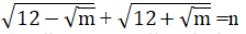 √(12−√m) + √(12+√m) =n